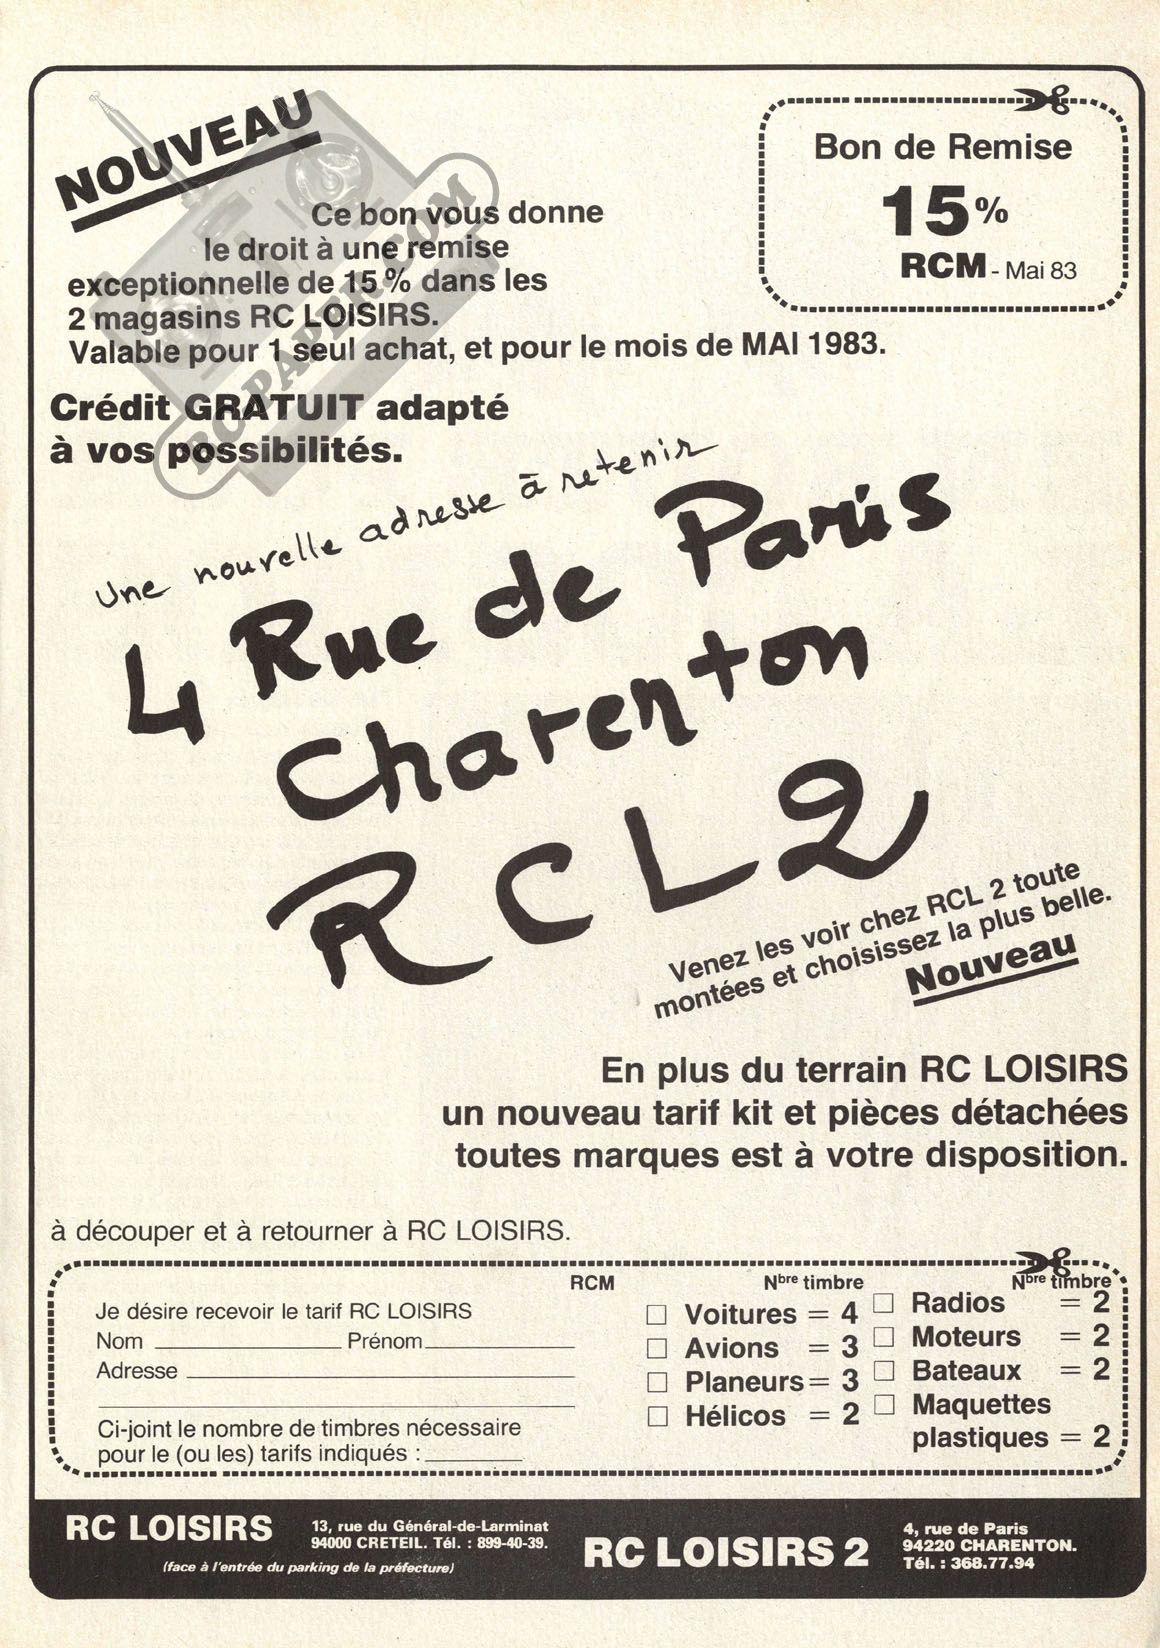 NOUVEAU
Ce bon vous donne
le droit à une remise
exceptionnelle de 15 % dans les
2 magasins RC LOISIRS.
Valable pour 1 seul achat, et pour le mois de MAI 1983.
Bon de Remise
15%
RCM - Mai 83
RCPAPER.COM
Crédit GRATUIT adapté
à vos possibilités.
Une nouvelle adresse à retenir
4 Rue de Paris
Charenton
RCL2
Venez les voir chez RCL 2 toute
montées et choisissez la plus belle.
Nouveau
En plus du terrain RC LOISIRS
un nouveau tarif kit et pièces détachées
toutes marques est à votre disposition.
à découper et à retourner à RC LOISIRS.
RCM
Je désire recevoir le tarif RC LOISIRS
Nom Prénom
Adresse
Ci-joint le nombre de timbres nécessaire
pour le (ou les) tarifs indiqués :
Nbre timbre
Voitures = 4
Avions = 3
Planeurs = 3
Hélicos = 2
Nbre timbre
Radios = 2
Moteurs = 2
Bateaux = 2
Maquettes
plastiques = 2
RC LOISIRS
13, rue du Général-de-Larminat
94000 CRETEIL. Tél. : 899-40-39.
(face à l'entrée du parking de la préfecture)
RC LOISIRS 2
4, rue de Paris
94220 CHARENTON.
Tél. : 368.77.94